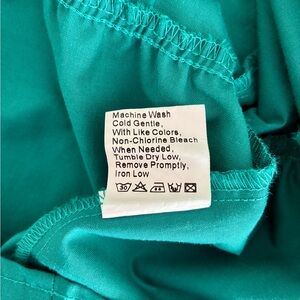 Machine Wash
Cold Gentle,
With Like Colors,
Non-Chlorine Bleach
When Needed,
Tumble Dry Low,
Remove Promptly,
Iron Low
30